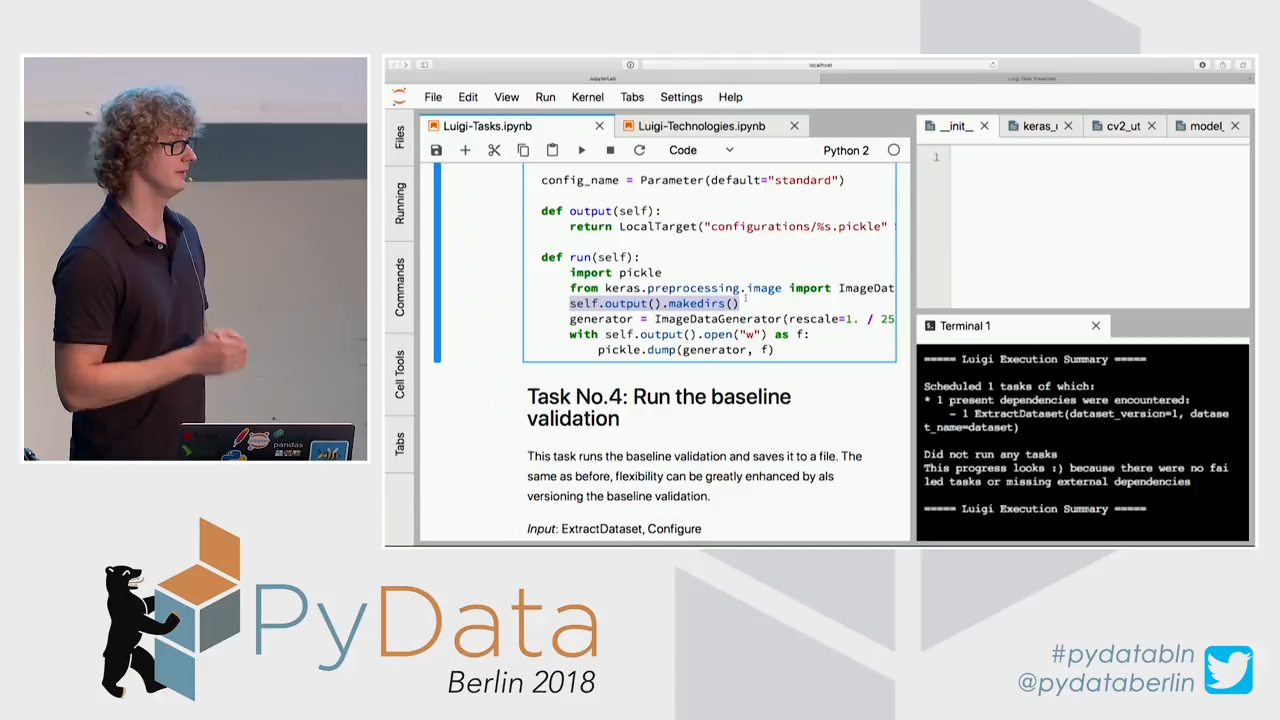 localhost
JupyterLab
Luigi Task Visualiser
File Edit View Run Kernel Tabs Settings Help
Files
Running
Commands
Cell Tools
Tabs
Luigi-Tasks.ipynb
Luigi-Technologies.ipynb
Code
Python 2
config_name = Parameter(default="standard")
def output(self):
return LocalTarget("configurations/%s.pickle"
def run(self):
import pickle
from keras.preprocessing.image import ImageDat
self.output().makedirs()
generator = ImageDataGenerator(rescale=1. / 25
with self.output().open("w") as f:
pickle.dump(generator, f)
Task No.4: Run the baseline
validation
This task runs the baseline validation and saves it to a file. The
same as before, flexibility can be greatly enhanced by als
versioning the baseline validation.
Input: ExtractDataset, Configure
__init_
keras_
cv2_ut
model_
1
Terminal 1
===== Luigi Execution Summary =====
Scheduled 1 tasks of which:
* 1 present dependencies were encountered:
- 1 ExtractDataset(dataset_version=1, datase
t_name=dataset)
Did not run any tasks
This progress looks :) because there were no fai
led tasks or missing external dependencies
===== Luigi Execution Summary =====
pandas
PyData
Berlin 2018
#pydatabln
@pydataberlin